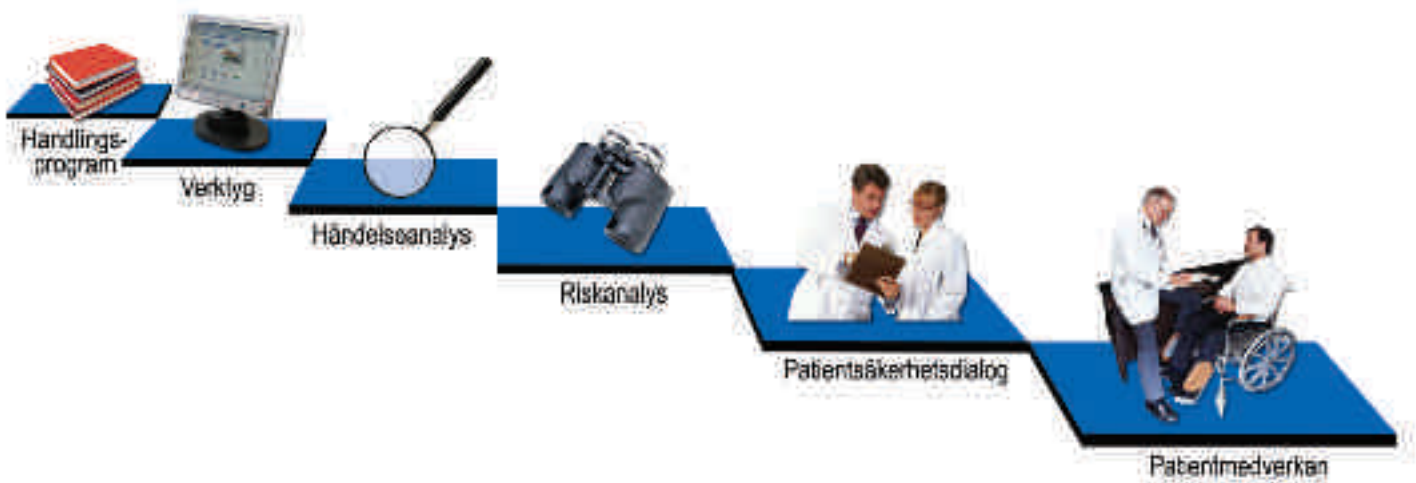 Handlings-
program
Verktyg
Händelseanalys
Riskanalys
Patientsäkerhetsdialog
Patientmedverkan